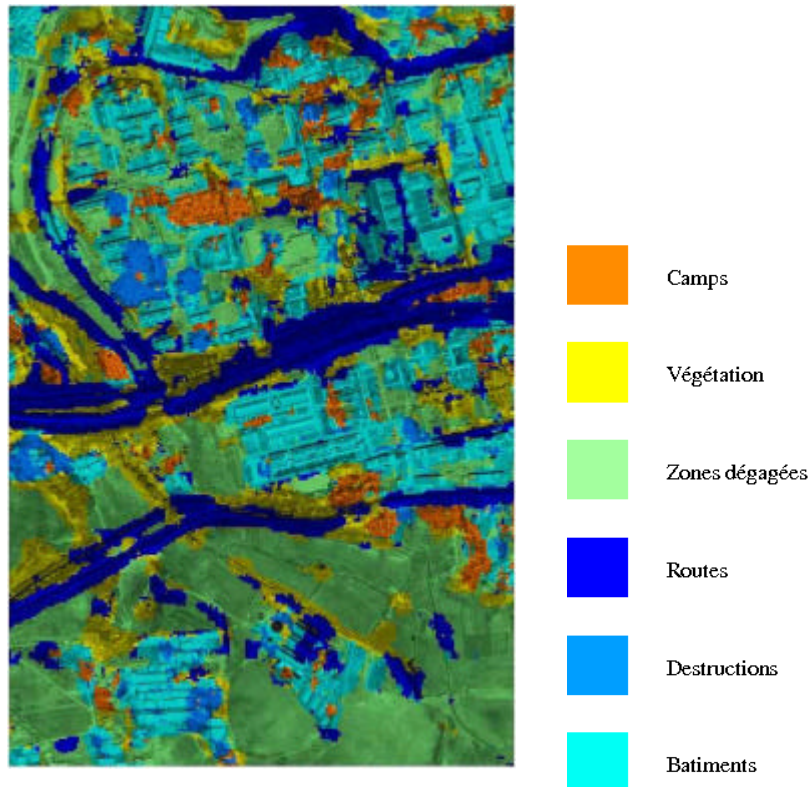 Camps
Végétation
Zones dégagées
Routes
Destructions
Batiments